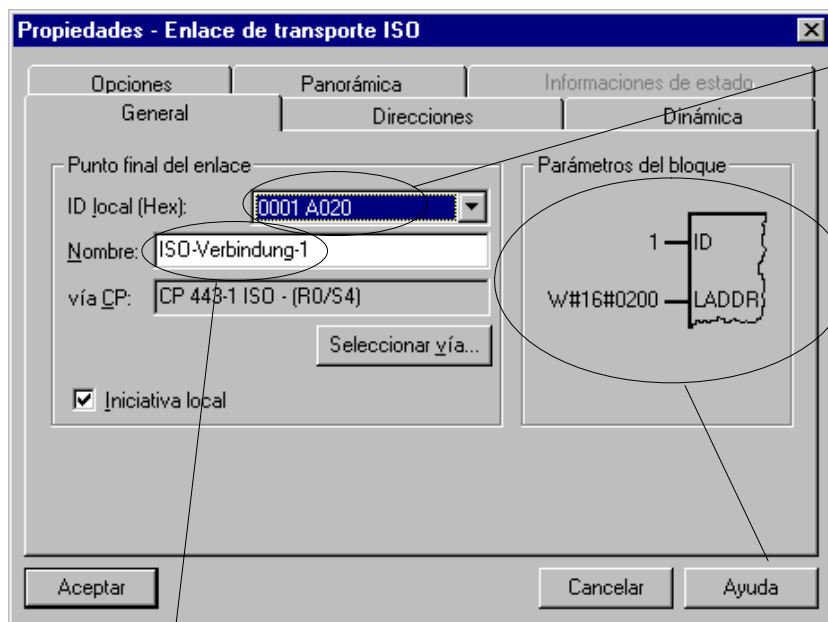 Propiedades - Enlace de transporte ISO
Opciones Panorámica Informaciones de estado
General Direcciones Dinámica
Punto final del enlace
ID local (Hex): 0001 A020
Nombre: ISO-Verbindung-1
vía CP: CP 443-1 ISO - (R0/S4)
Seleccionar vía...
Iniciativa local
Parámetros del bloque
1 ID
W#16#0200 LADDR
Aceptar Cancelar Ayuda